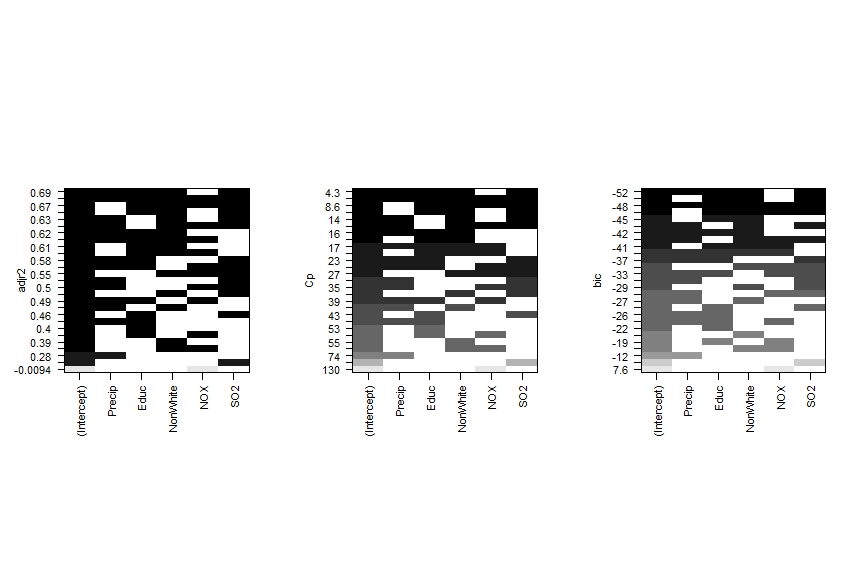 adjr2
0.69
0.67
0.63
0.62
0.61
0.58
0.55
0.5
0.49
0.46
0.4
0.39
0.28
-0.0094
(Intercept)
Precip
Educ
NonWhite
NOX
SO2
Cp
4.3
8.6
14
16
17
23
27
35
39
43
53
55
74
130
(Intercept)
Precip
Educ
NonWhite
NOX
SO2
bic
-52
-48
-45
-42
-41
-37
-33
-29
-27
-26
-22
-19
-12
7.6
(Intercept)
Precip
Educ
NonWhite
NOX
SO2